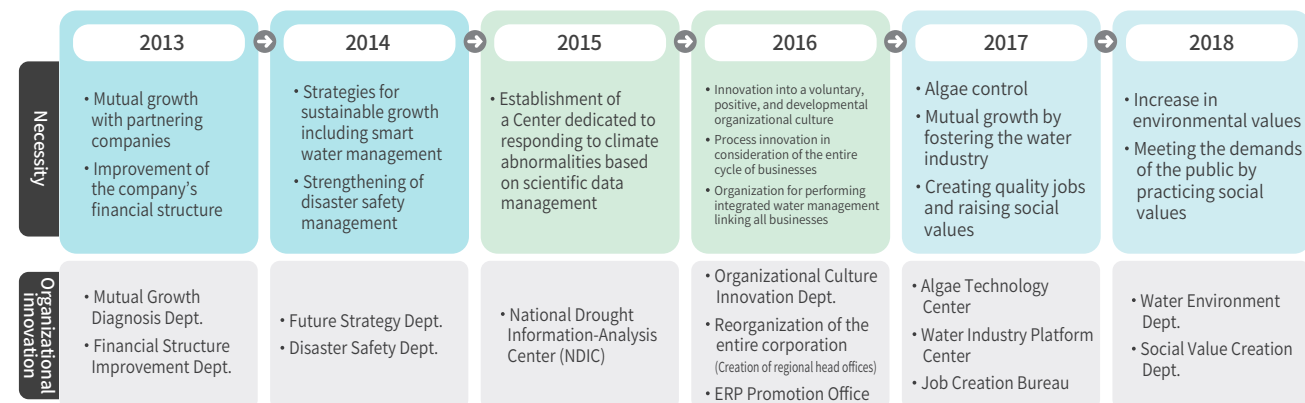 2013
2014
2015
2016
2017
2018
Necessity
• Mutual growth
with partnering
companies
• Improvement of
the company's
financial structure
• Strategies for
sustainable growth
including smart
water management
• Strengthening of
disaster safety
management
• Establishment of
a Center dedicated to
responding to climate
abnormalities based
on scientific data
management
• Innovation into a voluntary,
positive, and developmental
organizational culture
• Process innovation in
consideration of the entire
cycle of businesses
• Organization for performing
integrated water management
linking all businesses
• Algae control
• Mutual growth by
fostering the water
industry
• Creating quality jobs
and raising social
values
• Increase in
environmental values
• Meeting the demands
of the public by
practicing social
values
Organizational
innovation
• Mutual Growth
Diagnosis Dept.
• Financial Structure
Improvement Dept.
• Future Strategy Dept.
• Disaster Safety Dept.
• National Drought
Information-Analysis
Center (NDIC)
• Organizational Culture
Innovation Dept.
• Reorganization of the
entire corporation
(Creation of regional head offices)
• ERP Promotion Office
• Algae Technology
Center
• Water Industry Platform
Center
• Job Creation Bureau
• Water Environment
Dept.
• Social Value Creation
Dept.